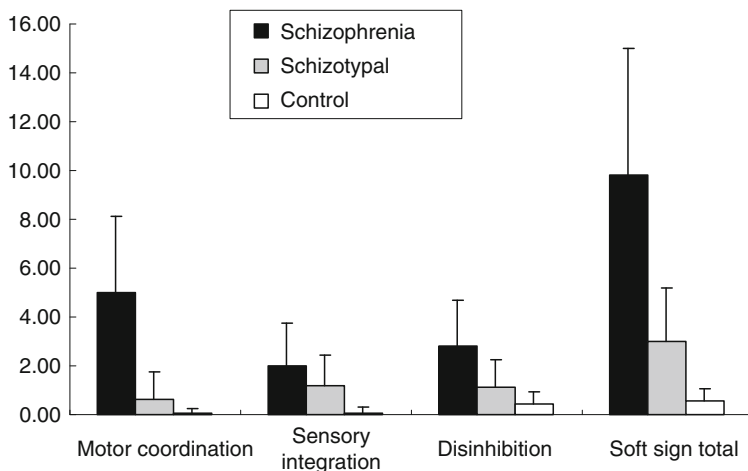 16.00
14.00
12.00
10.00
8.00
6.00
4.00
2.00
0.00
Schizophrenia
Schizotypal
Control
Motor coordination
Sensory
integration
Disinhibition
Soft sign total